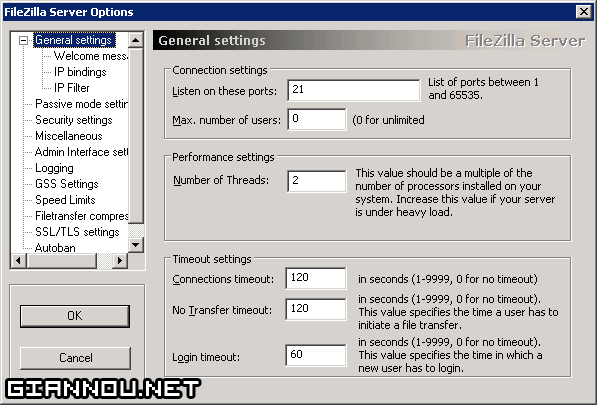 FileZilla Server Options
General settings
Welcome messa
IP bindings
IP Filter
Passive mode settin
Security settings
Miscellaneous
Admin Interface sett
Logging
GSS Settings
Speed Limits
Filetransfer compres
SSL/TLS settings
Autoban
OK
Cancel
General settings
FileZilla Server
Connection settings
Listen on these ports:
21
List of ports between 1
and 65535.
Max. number of users:
0
(0 for unlimited
Performance settings
Number of Threads:
2
This value should be a multiple of the
number of processors installed on your
system. Increase this value if your server
is under heavy load.
Timeout settings
Connections timeout:
120
in seconds (1-9999, 0 for no timeout)
No Transfer timeout:
120
in seconds (1-9999, 0 for no timeout).
This value specifies the time a user has to
initiate a file transfer.
Login timeout:
60
in seconds (1-9999, 0 for no timeout).
This value specifies the time in which a
new user has to login.
GIANNOU.NET